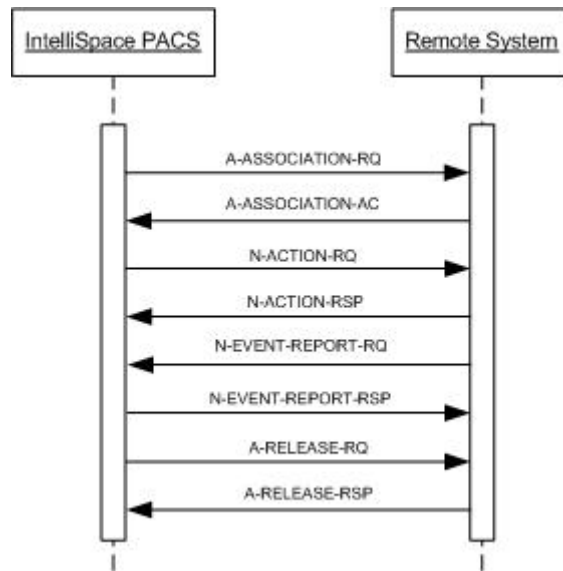 IntelliSpace PACS
Remote System
A-ASSOCIATION-RQ
A-ASSOCIATION-AC
N-ACTION-RQ
N-ACTION-RSP
N-EVENT-REPORT-RQ
N-EVENT-REPORT-RSP
A-RELEASE-RQ
A-RELEASE-RSP